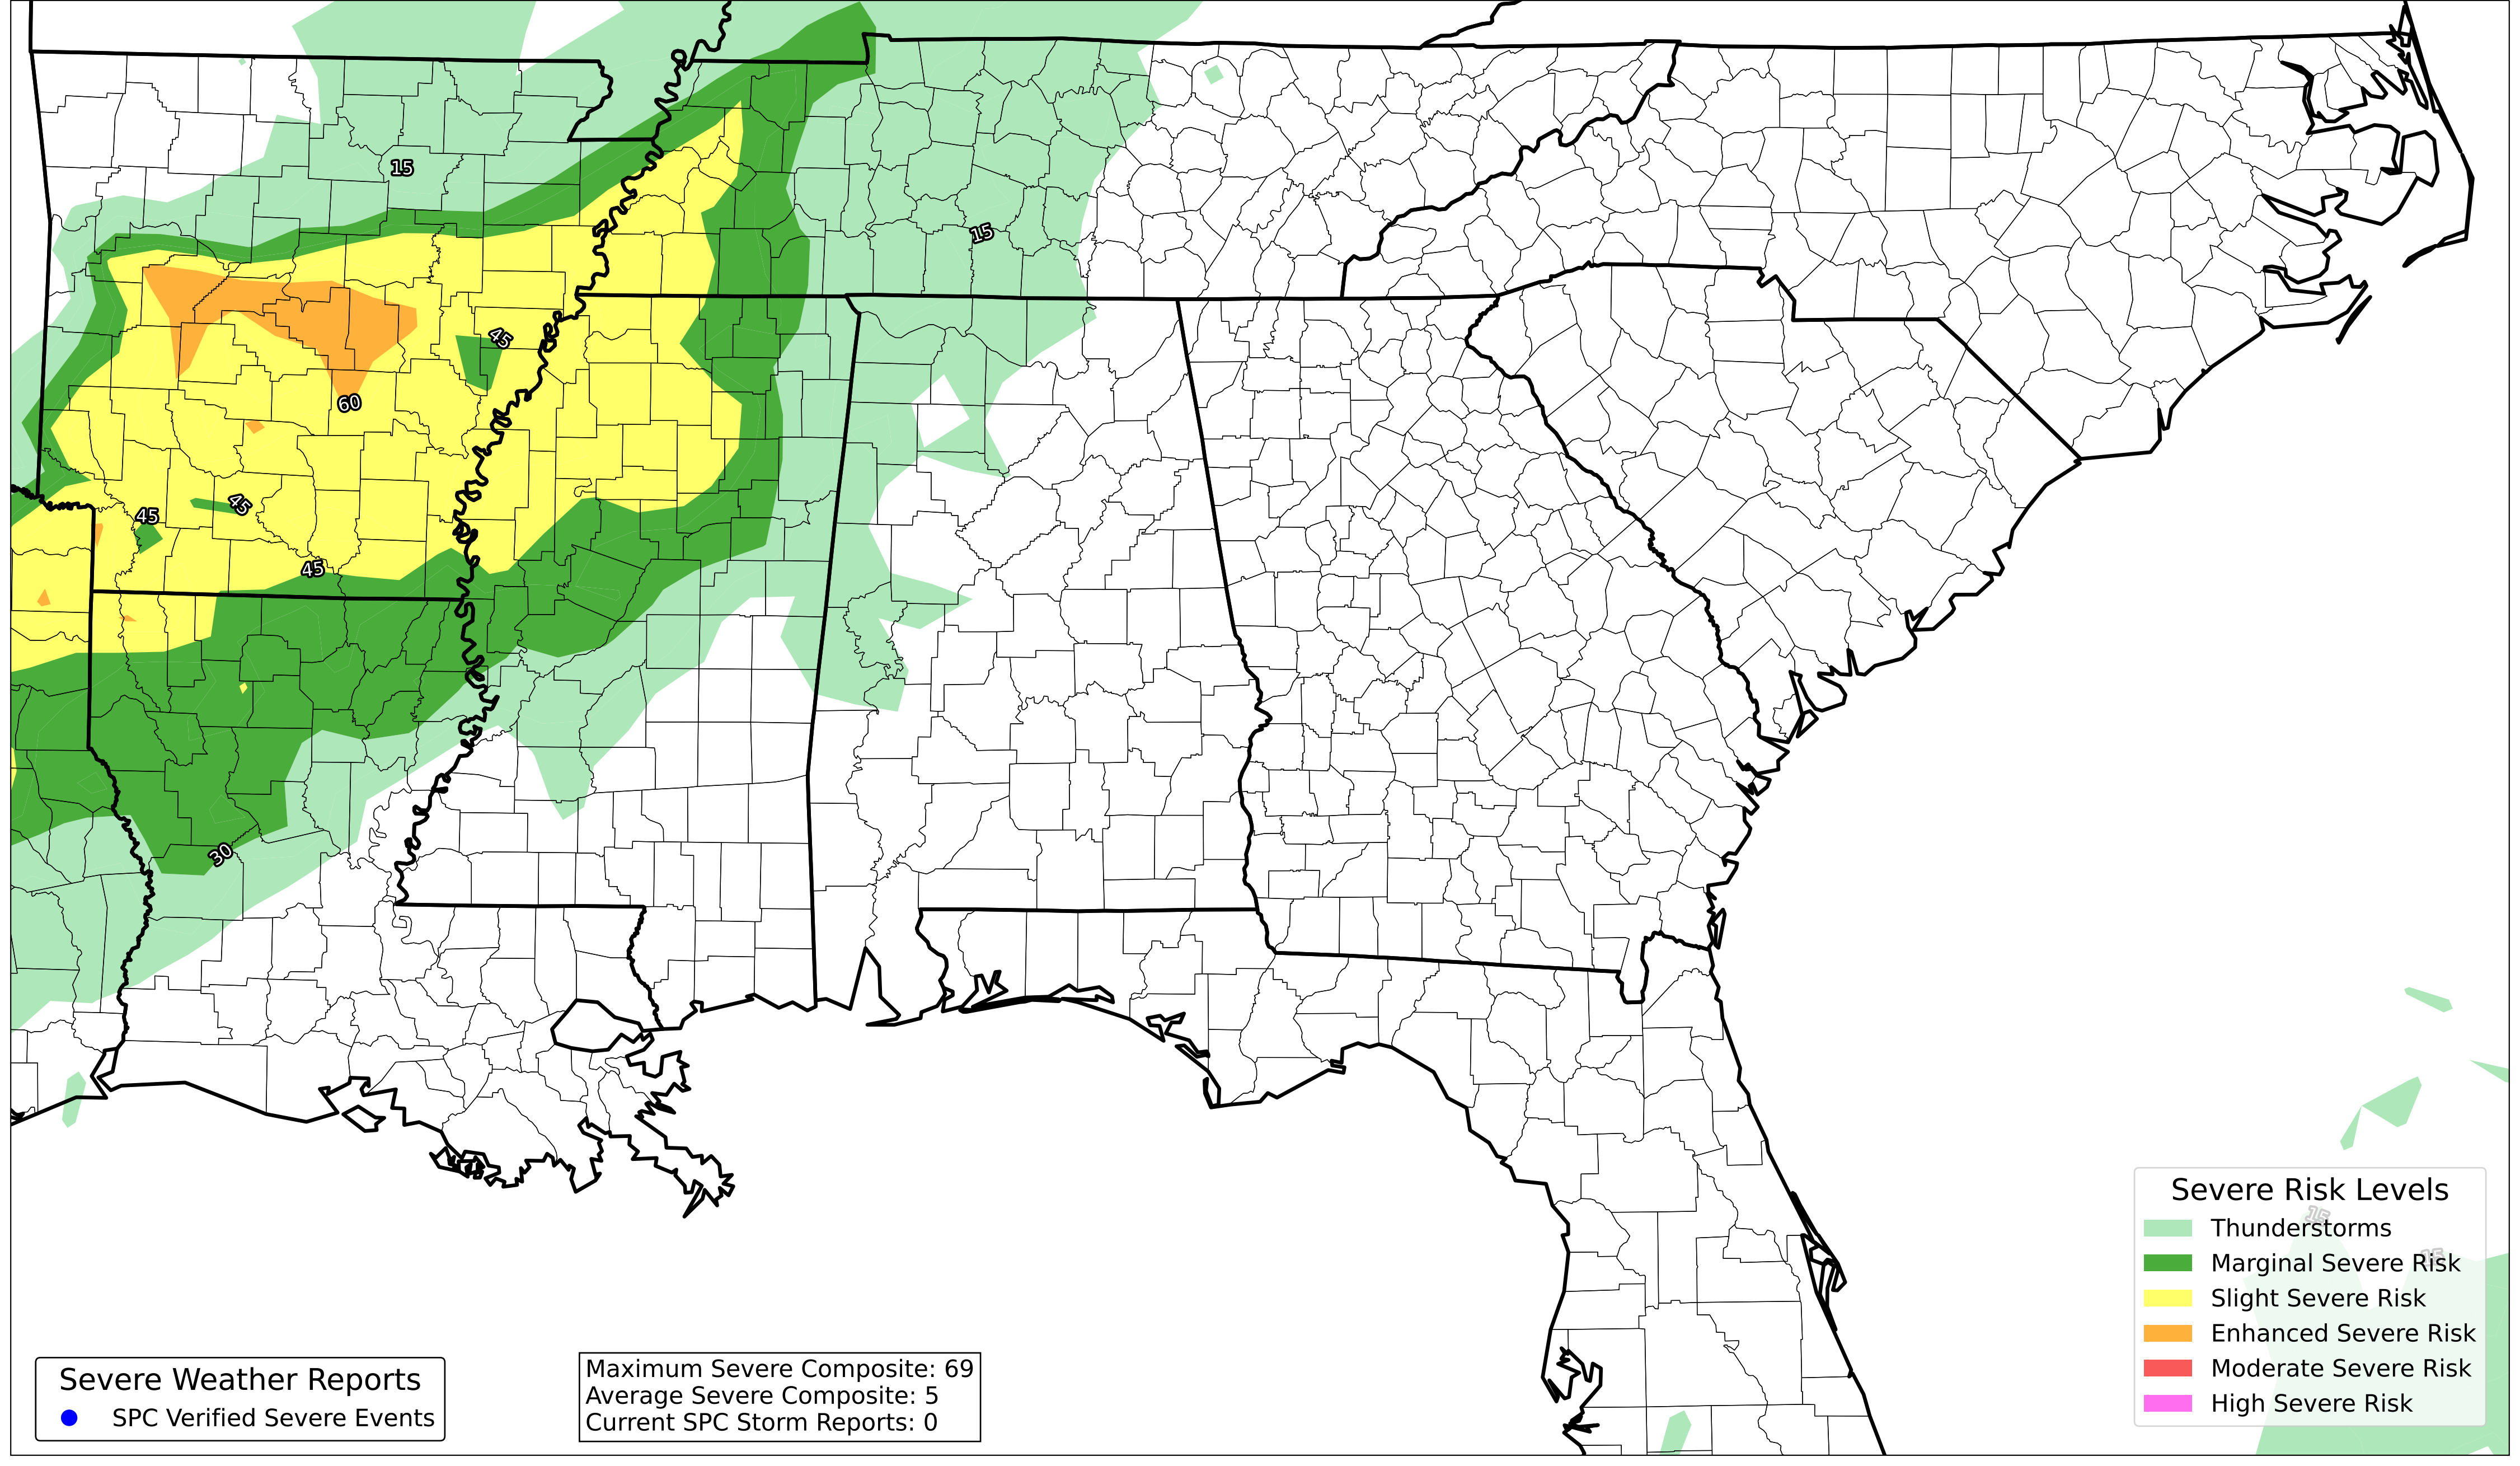 15
15
45
60
45
45
45
30
Severe Risk Levels
15
Thunderstorms
15
Marginal Severe Risk
Slight Severe Risk
Enhanced Severe Risk
Moderate Severe Risk
High Severe Risk
Severe Weather Reports
SPC Verified Severe Events
Maximum Severe Composite: 69
Average Severe Composite: 5
Current SPC Storm Reports: 0